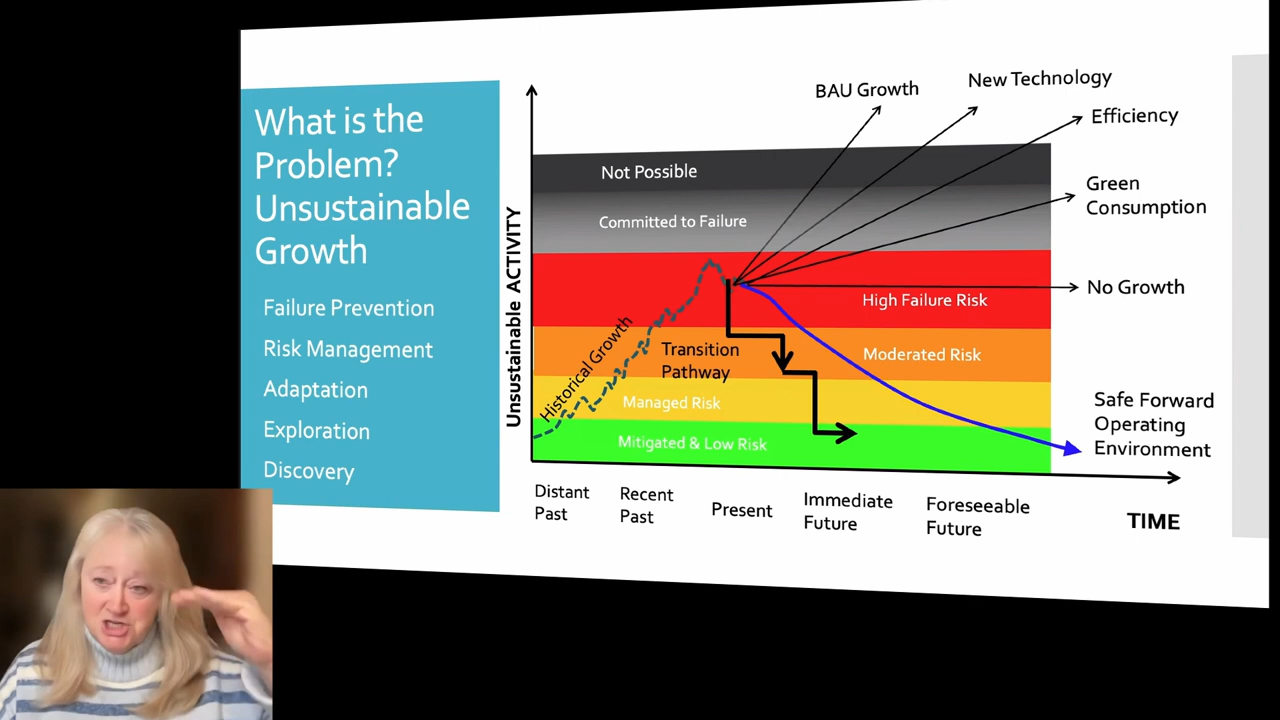 What is the
Problem?
Unsustainable
Growth
Failure Prevention
Risk Management
Adaptation
Exploration
Discovery
BAU Growth
New Technology
Efficiency
Green
Consumption
No Growth
Safe Forward
Operating
Environment
Unsustainable ACTIVITY
Not Possible
Committed to Failure
High Failure Risk
Historical Growth
Transition
Pathway
Moderated Risk
Managed Risk
Mitigated & Low Risk
Distant
Past
Recent
Past
Present
Immediate
Future
Foreseeable
Future
TIME